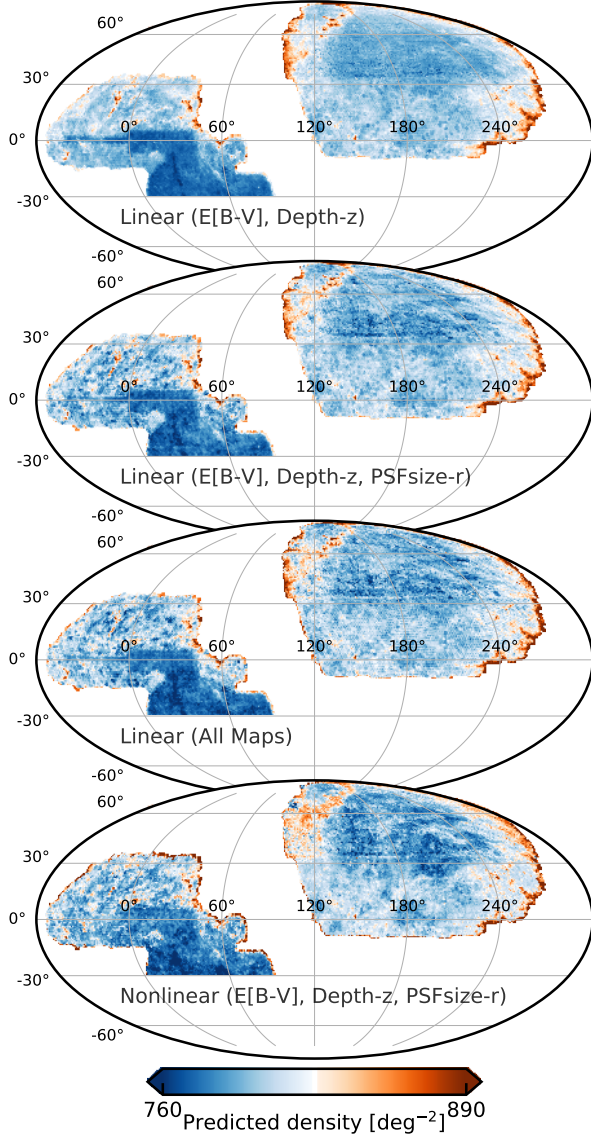 60°
30°
0° 60° 120° 180° 240°
0°
-30°
Linear (E[B-V], Depth-z)
-60°
60°
30°
0° 60° 120° 180° 240°
0°
-30°
Linear (E[B-V], Depth-z, PSFsize-r)
-60°
60°
30°
0° 60° 120° 180° 240°
0°
-30°
Linear (All Maps)
-60°
60°
30°
0° 60° 120° 180° 240°
0°
-30°
Nonlinear (E[B-V], Depth-z, PSFsize-r)
-60°
760 890
Predicted density [deg⁻²]